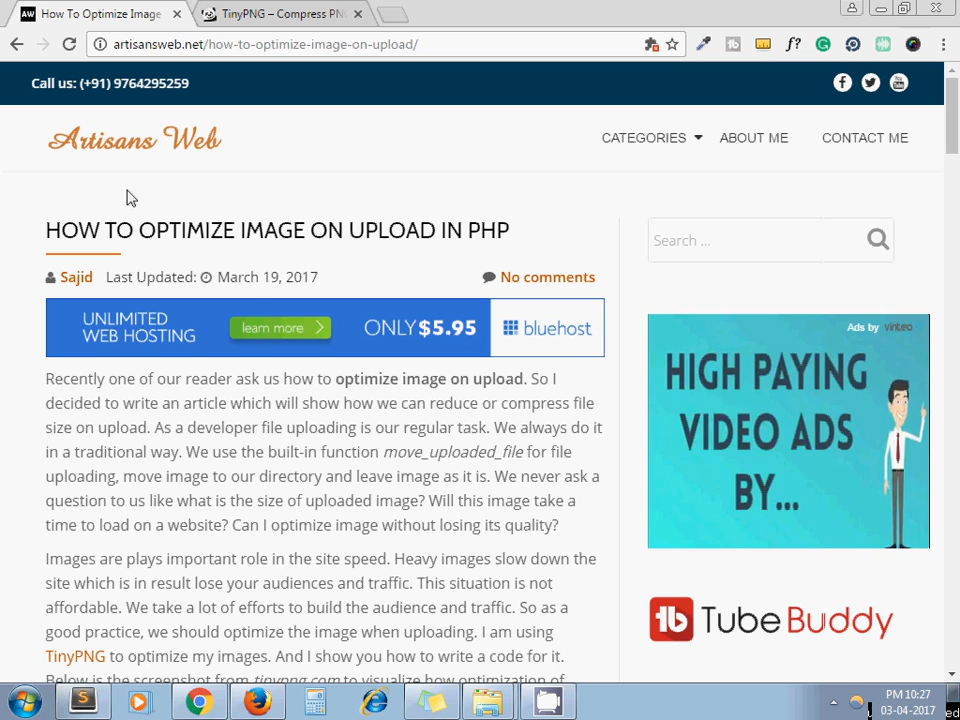 How To Optimize Image
TinyPNG – Compress PN
artisansweb.net/how-to-optimize-image-on-upload/
f?
Call us: (+91) 9764295259
Artisans Web
CATEGORIES
ABOUT ME
CONTACT ME
HOW TO OPTIMIZE IMAGE ON UPLOAD IN PHP
Search ...
Sajid Last Updated: March 19, 2017
No comments
UNLIMITED
WEB HOSTING
learn more
ONLY $5.95
bluehost
Ads by vinteo
HIGH PAYING
VIDEO ADS
BY...
Recently one of our reader ask us how to optimize image on upload. So I
decided to write an article which will show how we can reduce or compress file
size on upload. As a developer file uploading is our regular task. We always do it
in a traditional way. We use the built-in function move_uploaded_file for file
uploading, move image to our directory and leave image as it is. We never ask a
question to us like what is the size of uploaded image? Will this image take a
time to load on a website? Can I optimize image without losing its quality?
Images are plays important role in the site speed. Heavy images slow down the
site which is in result lose your audiences and traffic. This situation is not
affordable. We take a lot of efforts to build the audience and traffic. So as a
good practice, we should optimize the image when uploading. I am using
TinyPNG to optimize my images. And I show you how to write a code for it.
Below is the screenshot from tinypng.com to visualize how optimization of
TubeBuddy
PM 10:27
03-04-2017